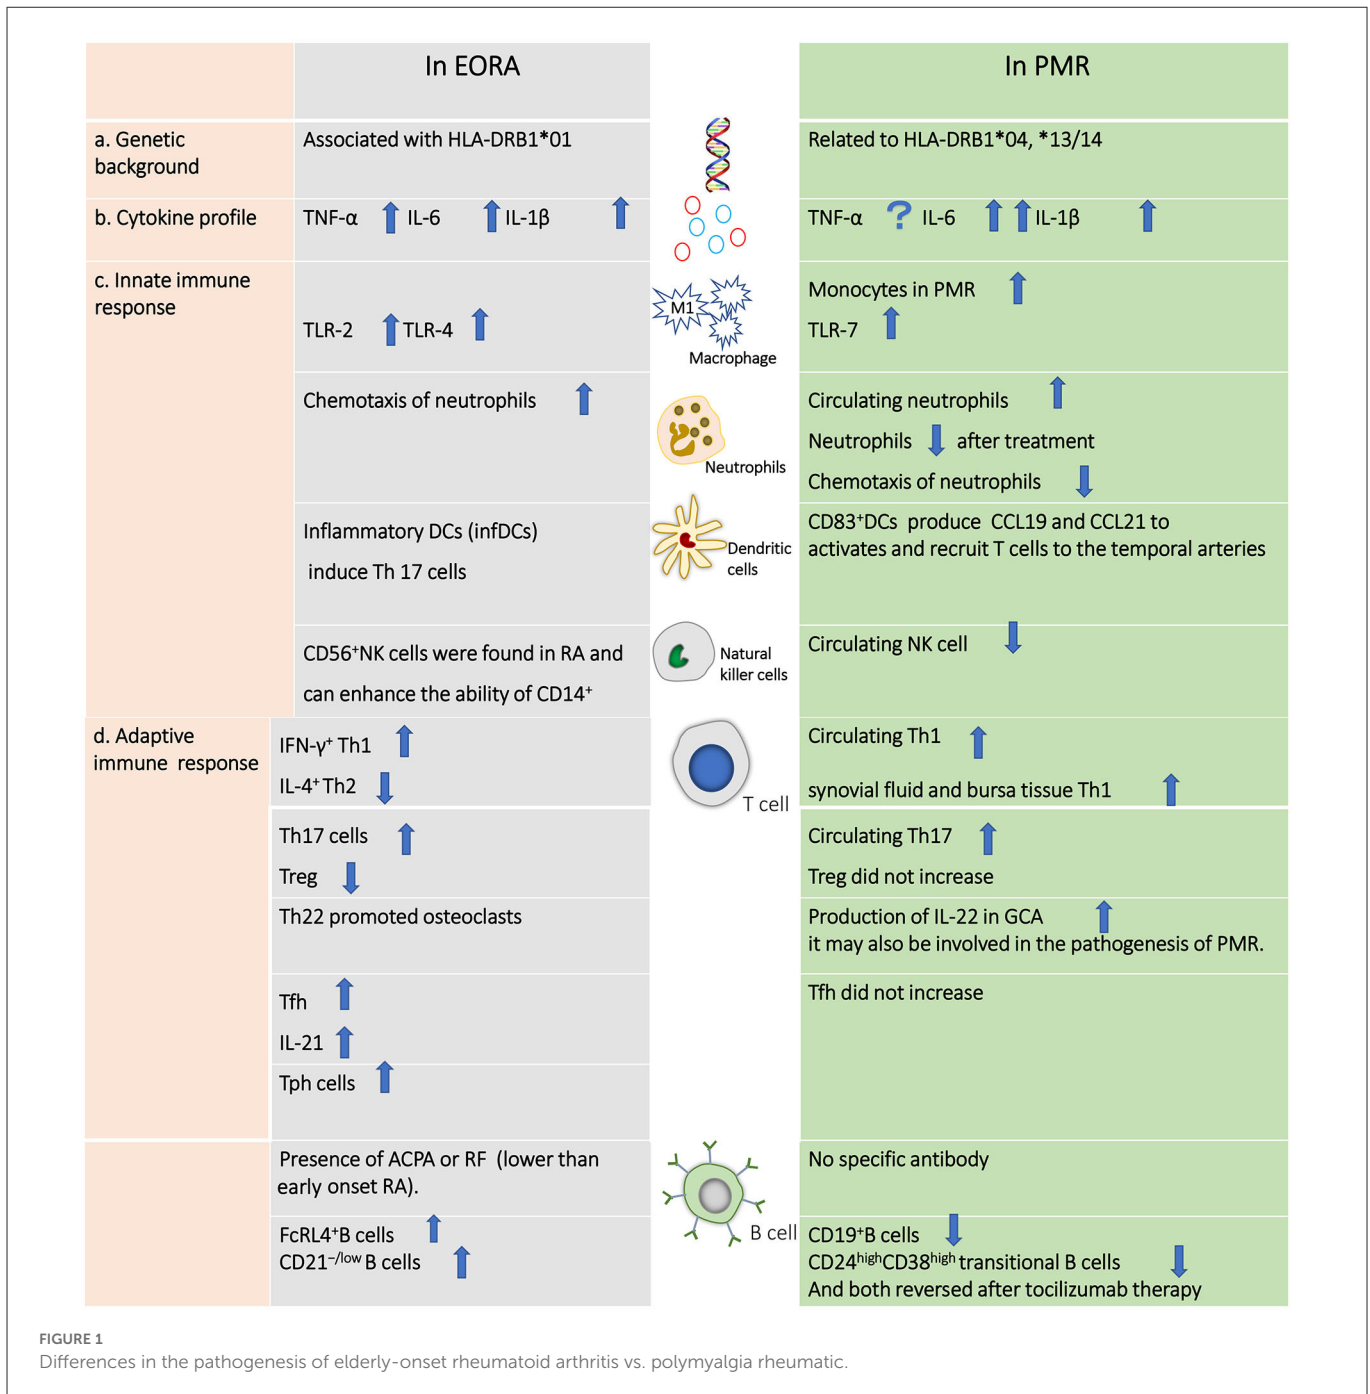 In EORA
In PMR
a. Genetic
background
Associated with HLA-DRB1*01
Related to HLA-DRB1*04, *13/14
b. Cytokine profile
TNF-α ↑ IL-6 ↑ IL-1β ↑
TNF-α ? IL-6 ↑ ↑ IL-1β ↑
c. Innate immune
response
TLR-2 ↑ TLR-4 ↑
M1
Macrophage
Monocytes in PMR ↑
TLR-7 ↑
Chemotaxis of neutrophils ↑
Neutrophils
Circulating neutrophils ↑
Neutrophils ↓ after treatment
Chemotaxis of neutrophils ↓
Inflammatory DCs (infDCs)
induce Th 17 cells
Dendritic
cells
CD83⁺DCs produce CCL19 and CCL21 to
activates and recruit T cells to the temporal arteries
CD56⁺NK cells were found in RA and
can enhance the ability of CD14⁺
Natural
killer cells
Circulating NK cell ↓
d. Adaptive
immune response
IFN-γ⁺ Th1 ↑
IL-4⁺ Th2 ↓
T cell
Circulating Th1 ↑
synovial fluid and bursa tissue Th1 ↑
Th17 cells ↑
Treg ↓
Circulating Th17 ↑
Treg did not increase
Th22 promoted osteoclasts
Production of IL-22 in GCA ↑
it may also be involved in the pathogenesis of PMR.
Tfh ↑
IL-21 ↑
Tfh did not increase
Tph cells ↑
Presence of ACPA or RF (lower than
early onset RA).
B cell
No specific antibody
FcRL4⁺B cells ↑
CD21⁻/ˡᵒʷ B cells ↑
CD19⁺B cells ↓
CD24ʰⁱᵍʰCD38ʰⁱᵍʰ transitional B cells ↓
And both reversed after tocilizumab therapy
FIGURE 1
Differences in the pathogenesis of elderly-onset rheumatoid arthritis vs. polymyalgia rheumatic.